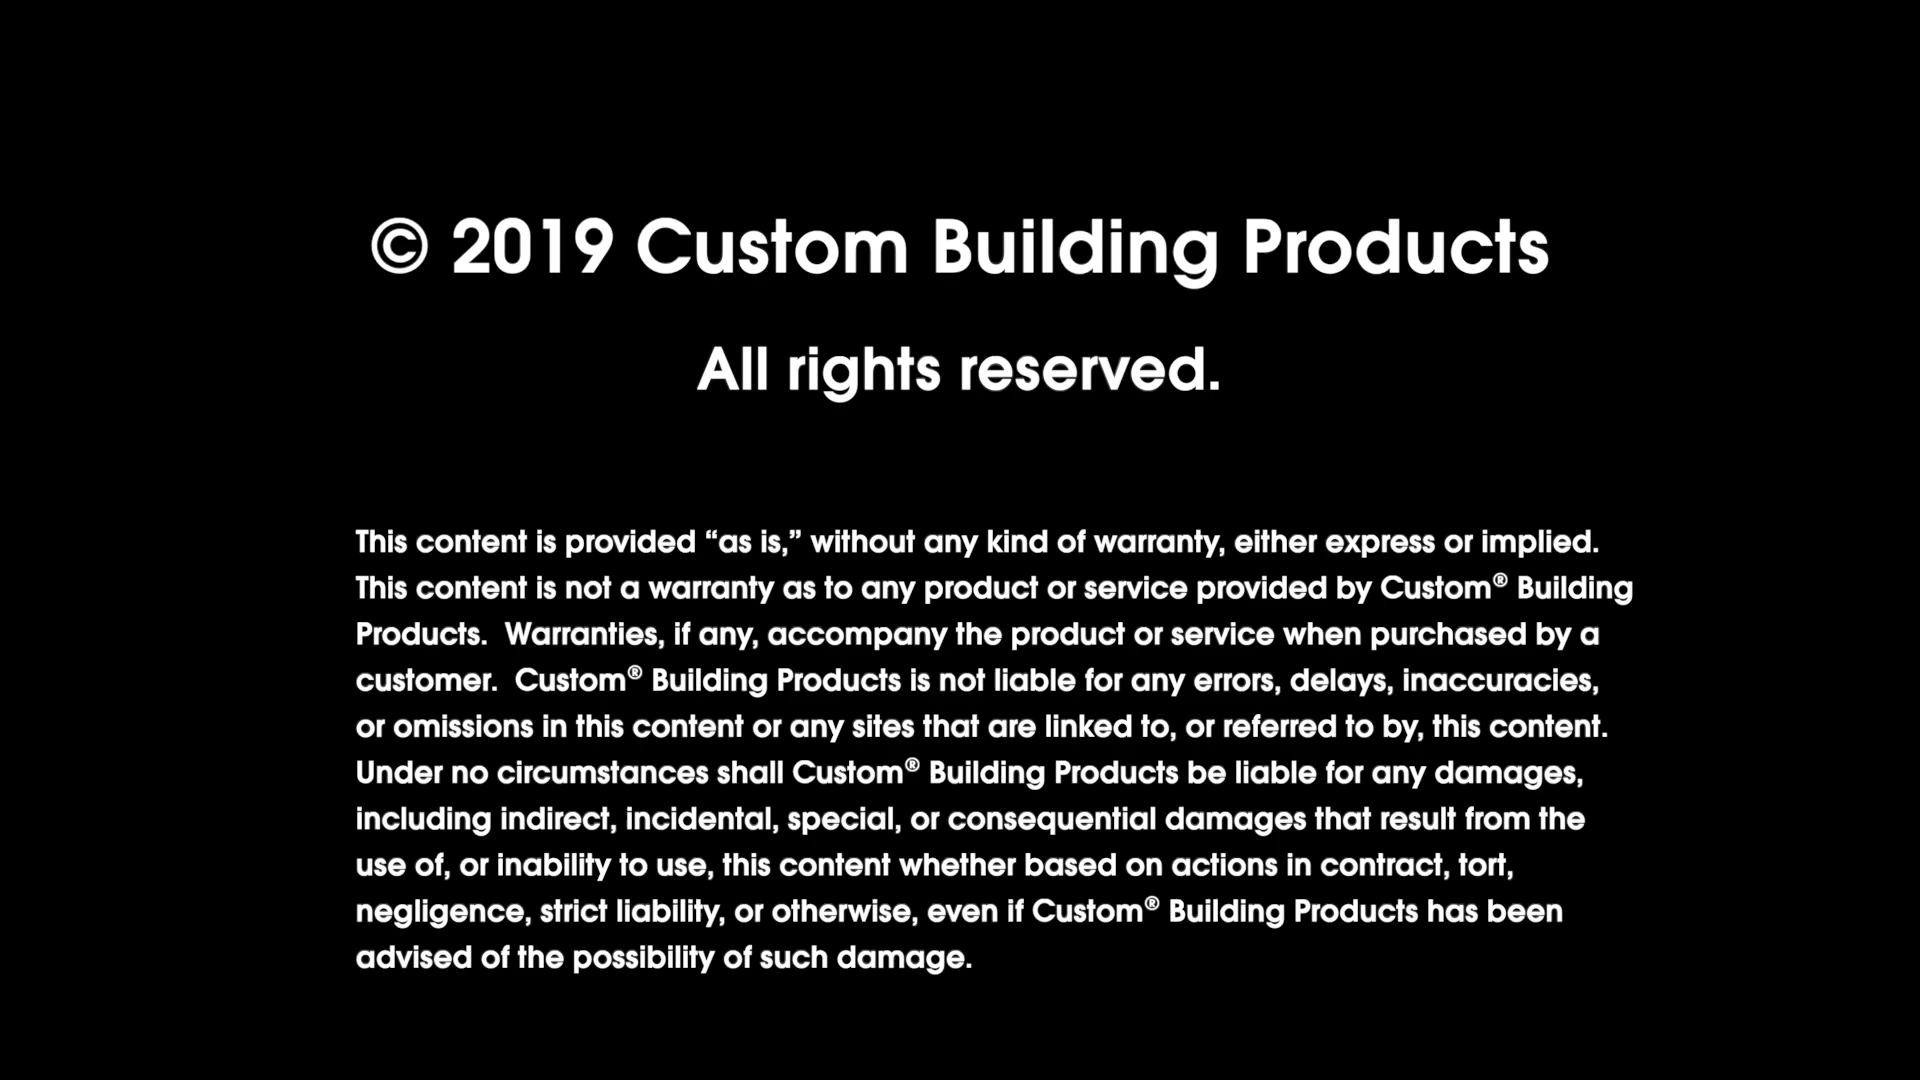 © 2019 Custom Building Products
All rights reserved.
This content is provided “as is,” without any kind of warranty, either express or implied.
This content is not a warranty as to any product or service provided by Custom® Building
Products.  Warranties, if any, accompany the product or service when purchased by a
customer.  Custom® Building Products is not liable for any errors, delays, inaccuracies,
or omissions in this content or any sites that are linked to, or referred to by, this content.
Under no circumstances shall Custom® Building Products be liable for any damages,
including indirect, incidental, special, or consequential damages that result from the
use of, or inability to use, this content whether based on actions in contract, tort,
negligence, strict liability, or otherwise, even if Custom® Building Products has been
advised of the possibility of such damage.